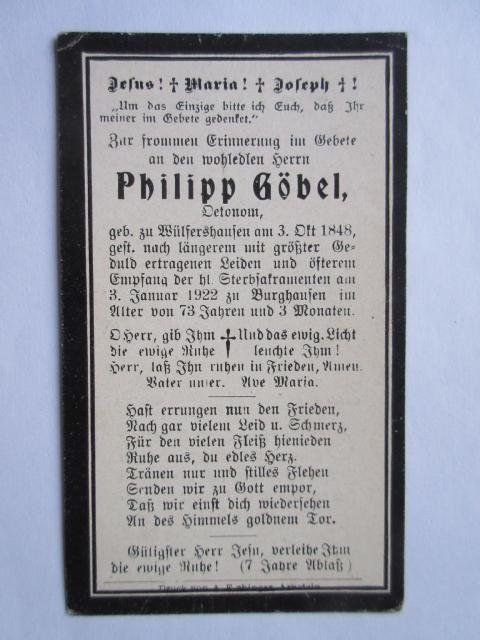 Jesus! † Maria! † Joseph †!
„Um das Einzige bitte ich Euch, daß Ihr
meiner im Gebete gedenket.“
Zur frommen Erinnerung im Gebete
an den wohledlen Herrn
Philipp Göbel,
Oekonom,
geb. zu Wülfershausen am 3. Okt 1848,
gest. nach längerem mit größter Ge-
duld ertragenen Leiden und öfterem
Empfang der hl. Sterbsakramenten am
3. Januar 1922 zu Burghausen im
Alter von 73 Jahren und 3 Monaten.
O Herr, gib Ihm † Und das ewig. Licht
die ewige Ruhe leuchte Ihm!
Herr, laß Ihn ruhen in Frieden, Amen.
Vater unser. Ave Maria.
Hast errungen nun den Frieden,
Nach gar vielem Leid u. Schmerz,
Für den vielen Fleiß hienieden
Ruhe aus, du edles Herz.
Tränen nur und stilles Flehen
Senden wir zu Gott empor,
Daß wir einst dich wiedersehen
An des Himmels goldnem Tor.
Gütigster Herr Jesu, verleihe Ihm
die ewige Ruhe! (7 Jahre Ablaß)
Druck von A. Arnstein